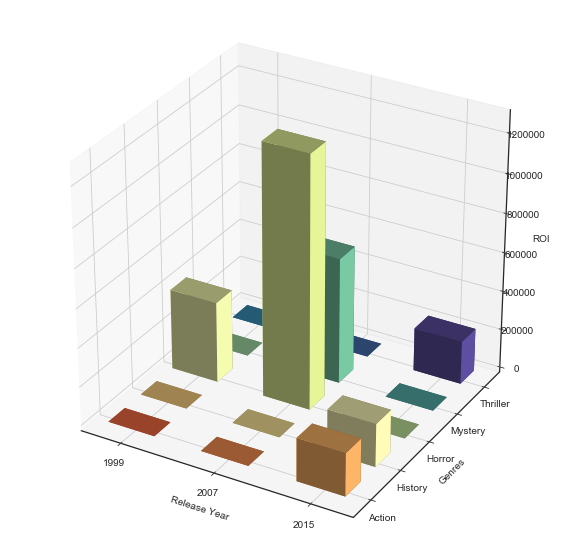 1200000
1000000
ROI
800000
600000
400000
200000
0
Thriller
Mystery
Horror
Genres
History
Action
1999
2007
2015
Release Year